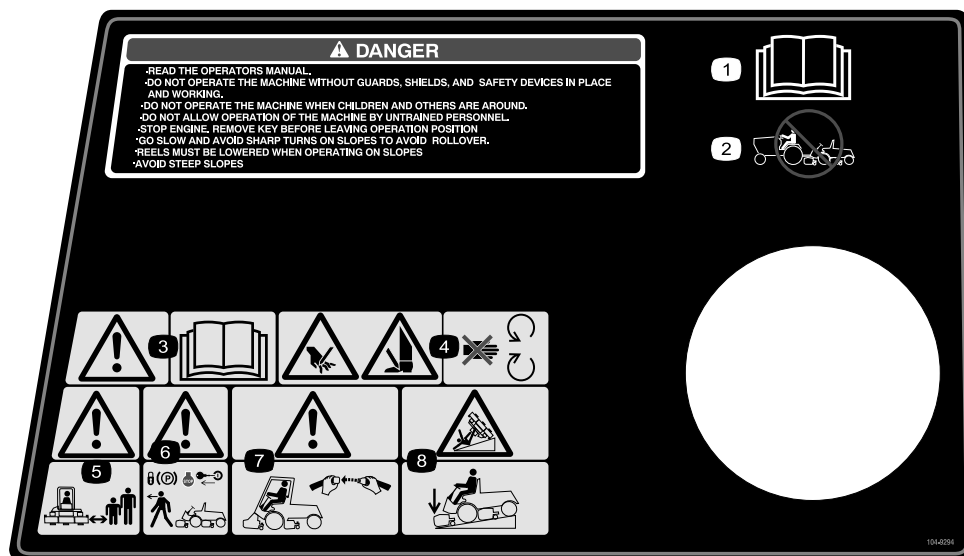 DANGER
·READ THE OPERATORS MANUAL.
·DO NOT OPERATE THE MACHINE WITHOUT GUARDS, SHIELDS, AND SAFETY DEVICES IN PLACE
AND WORKING.
·DO NOT OPERATE THE MACHINE WHEN CHILDREN AND OTHERS ARE AROUND.
·DO NOT ALLOW OPERATION OF THE MACHINE BY UNTRAINED PERSONNEL.
·STOP ENGINE. REMOVE KEY BEFORE LEAVING OPERATION POSITION
·GO SLOW AND AVOID SHARP TURNS ON SLOPES TO AVOID ROLLOVER.
·REELS MUST BE LOWERED WHEN OPERATING ON SLOPES
·AVOID STEEP SLOPES
1
2
3
4
5
6
7
8
(P)
STOP
104-9294